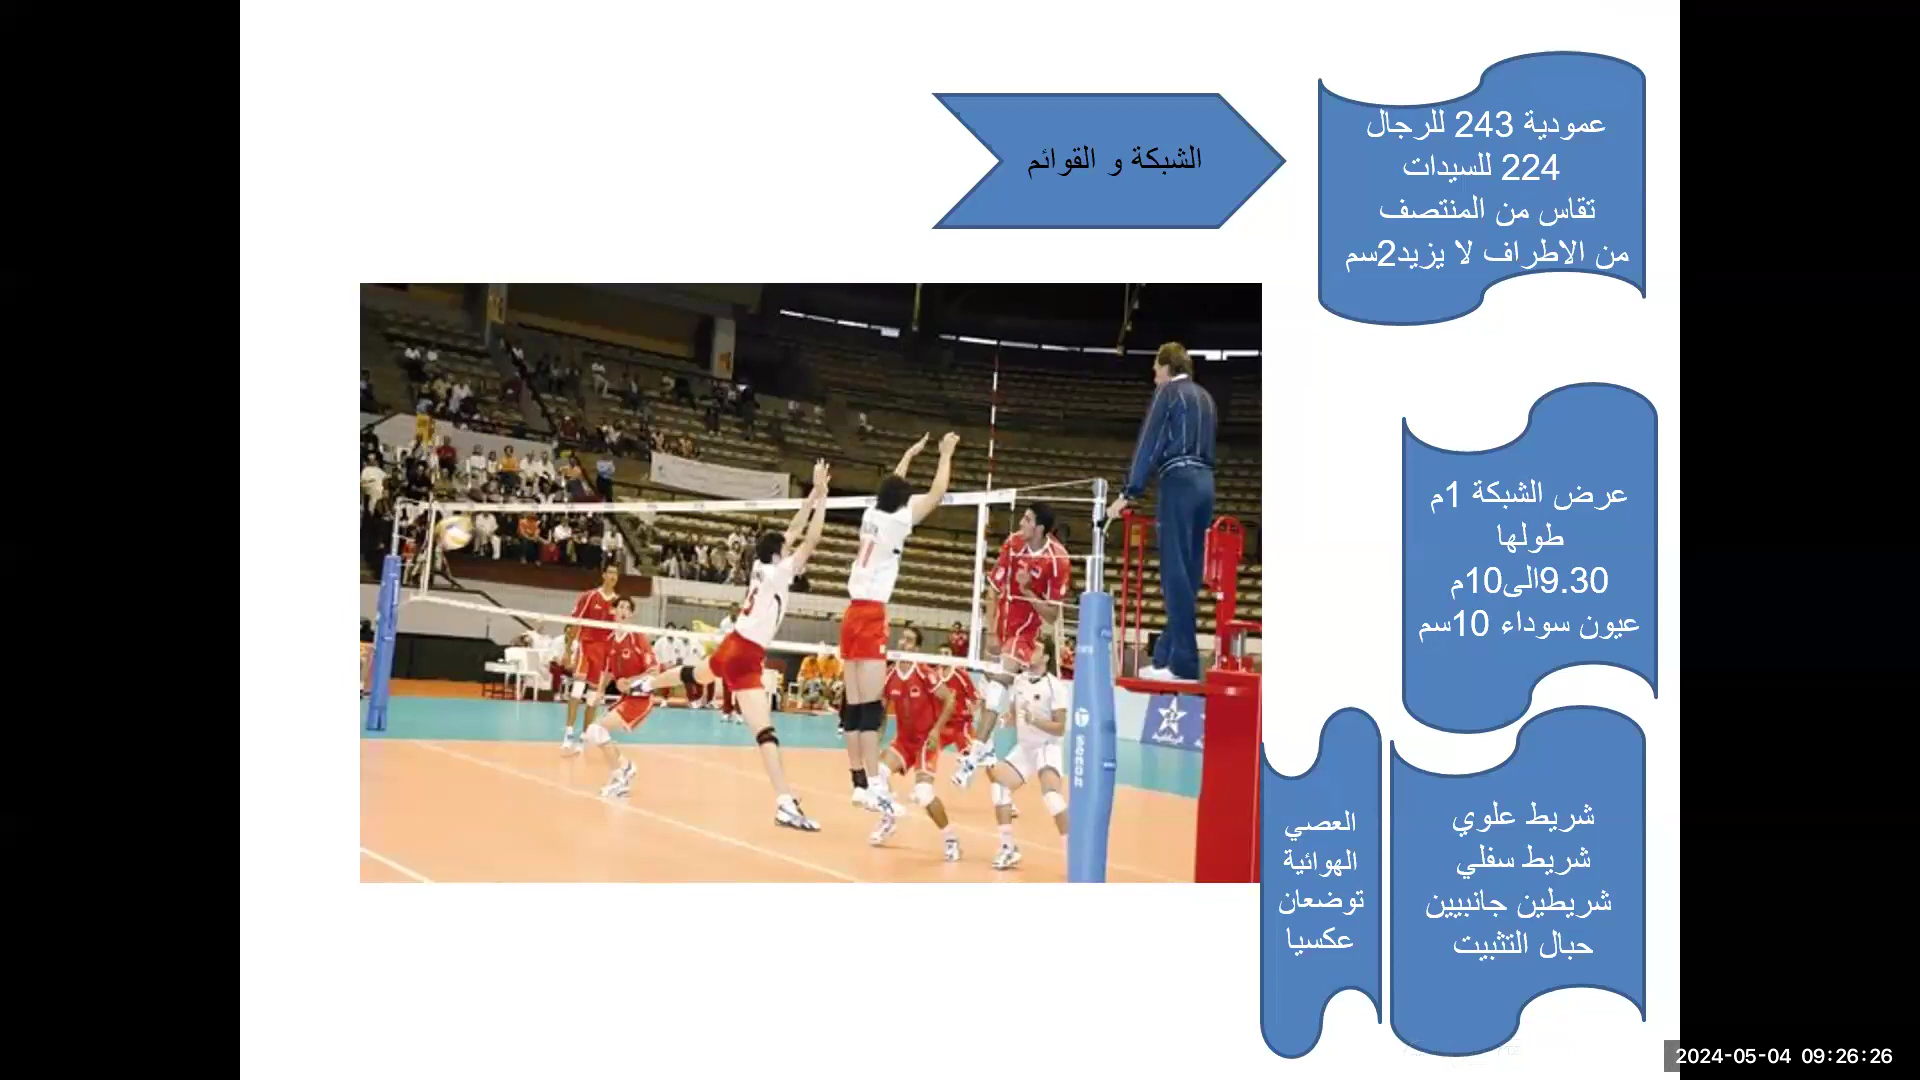 الشبكة و القوائم
عمودية 243 للرجال
224 للسيدات
تقاس من المنتصف
من الاطراف لا يزيد2سم
عرض الشبكة 1م
طولها
9.30الى10م
عيون سوداء 10سم
شريط علوي
شريط سفلي
شريطين جانبيين
حبال التثبيت
العصي
الهوائية
توضعان
عكسيا
2024-05-04 09:26:26